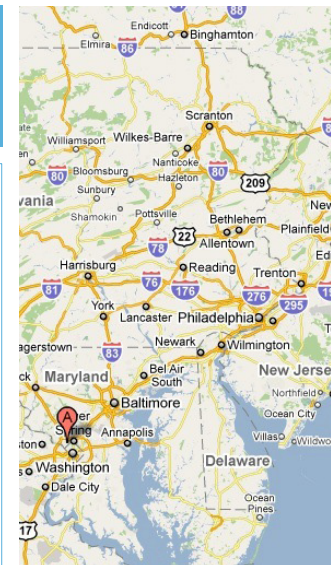 88
Endicott
Binghamton
Elmira
86
Scranton
Williamsport
Wilkes-Barre
Nanticoke
80
Bloomsburg
Hazleton
80
Sunbury
209
vania
Shamokin
Pottsville
Bethlehem
22
Plainfield
78
Allentown
Harrisburg
Reading
Trenton
81
76
176
276
295
York
Lancaster
Philadelphia
agerstown
83
Newark
Wilmington
Maryland
Bel Air
South
New Jerse
Northfield
Baltimore
Ocean City
A
Spring
Annapolis
Villas
Wildwo
Washington
Delaware
Dale City
Ocean
Pines
17